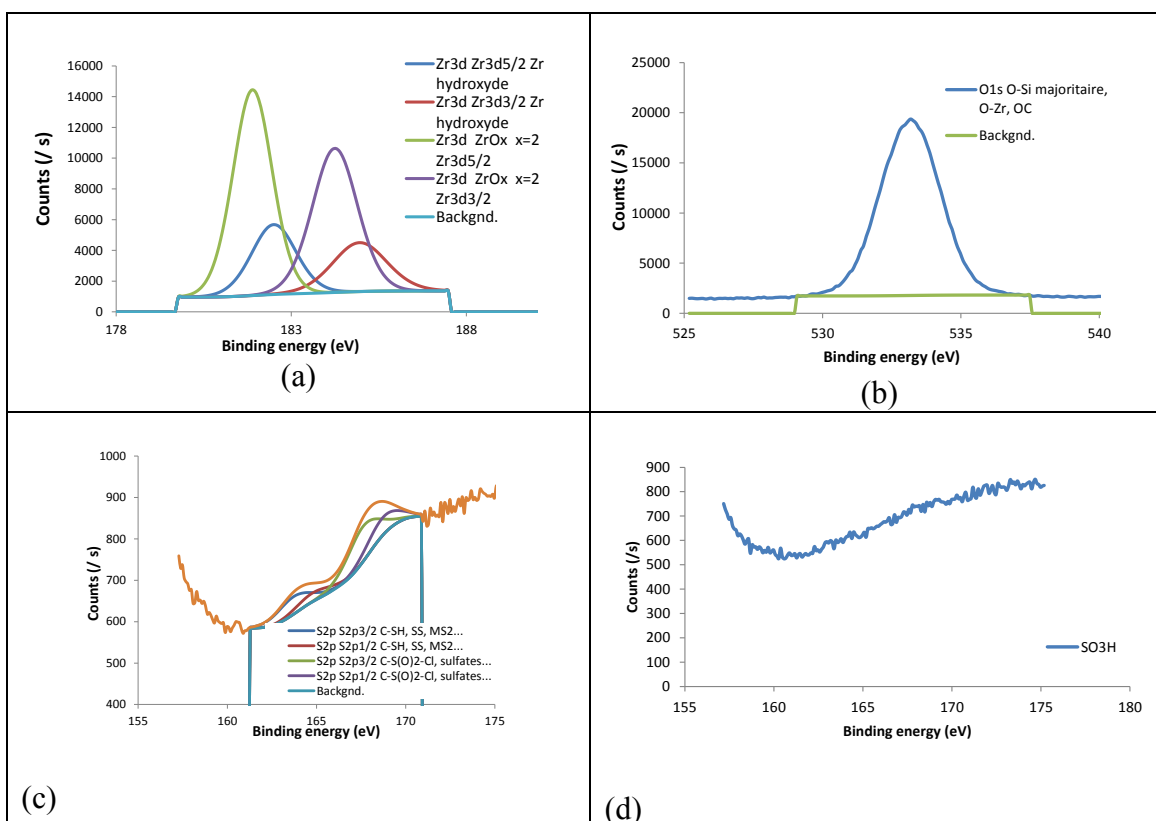 16000
14000
12000
10000
8000
6000
4000
2000
0
Counts (/ s)
178
183
188
Binding energy (eV)
Zr3d Zr3d5/2 Zr
hydroxyde
Zr3d Zr3d3/2 Zr
hydroxyde
Zr3d ZrOx x=2
Zr3d5/2
Zr3d ZrOx x=2
Zr3d3/2
Backgnd.
(a)
25000
20000
15000
10000
5000
0
Counts (/ s)
525
530
535
540
Binding energy (eV)
O1s O-Si majoritaire,
O-Zr, OC
Backgnd.
(b)
1000
900
800
700
600
500
400
Counts (/ s)
155
160
165
170
175
Binding energy (eV)
S2p S2p3/2 C-SH, SS, MS2...
S2p S2p1/2 C-SH, SS, MS2...
S2p S2p3/2 C-S(O)2-Cl, sulfates...
S2p S2p1/2 C-S(O)2-Cl, sulfates...
Backgnd.
(c)
900
800
700
600
500
400
300
200
100
0
Counts (/ s)
155
160
165
170
175
180
Binding energy (eV)
SO3H
(d)